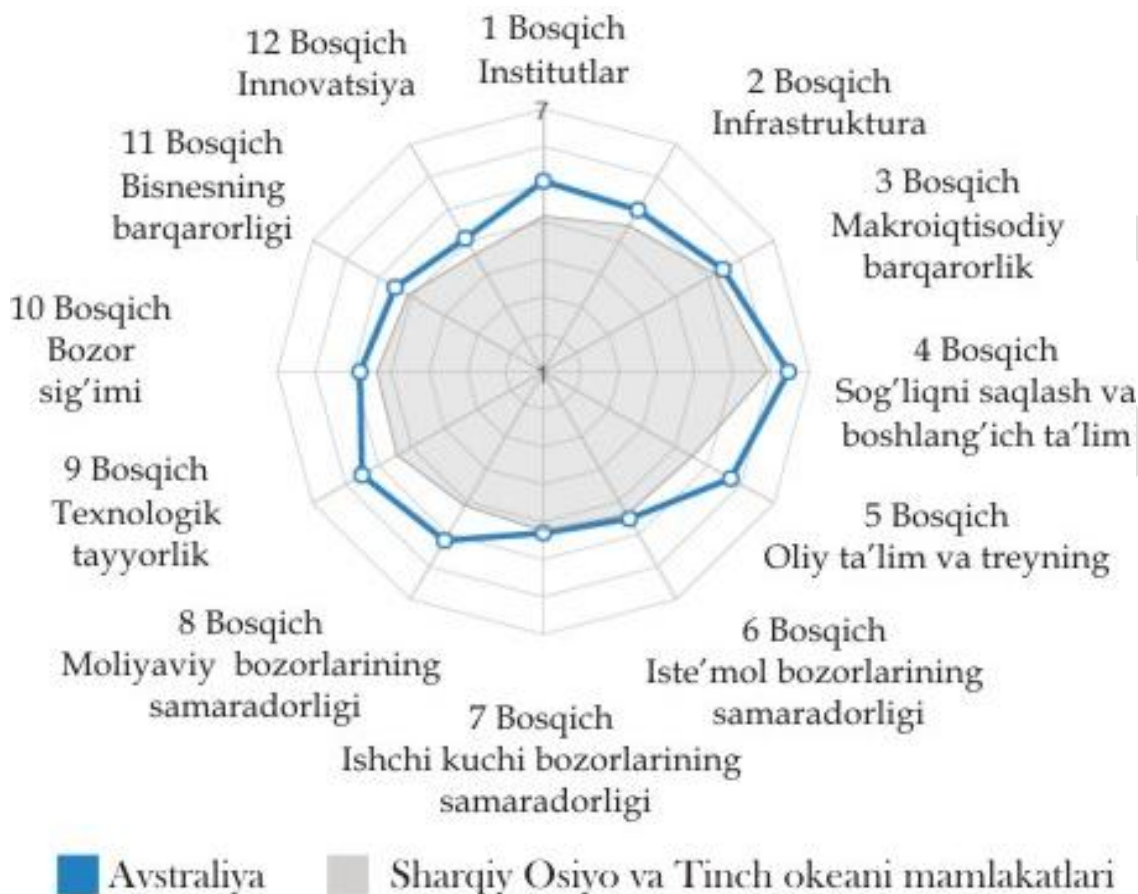 1 Bosqich
Institutlar
2 Bosqich
Infrastruktura
3 Bosqich
Makroiqtisodiy
barqarorlik
4 Bosqich
Sog'liqni saqlash va
boshlang'ich ta'lim
5 Bosqich
Oliy ta'lim va treyning
6 Bosqich
Iste'mol bozorlarining
samaradorligi
7 Bosqich
Ishchi kuchi bozorlarining
samaradorligi
8 Bosqich
Moliyaviy bozorlarining
samaradorligi
9 Bosqich
Texnologik
tayyorlik
10 Bosqich
Bozor
sig'imi
11 Bosqich
Bisnesning
barqarorligi
12 Bosqich
Innovatsiya
7
1
Avstraliya
Sharqiy Osiyo va Tinch okeani mamlakatlari